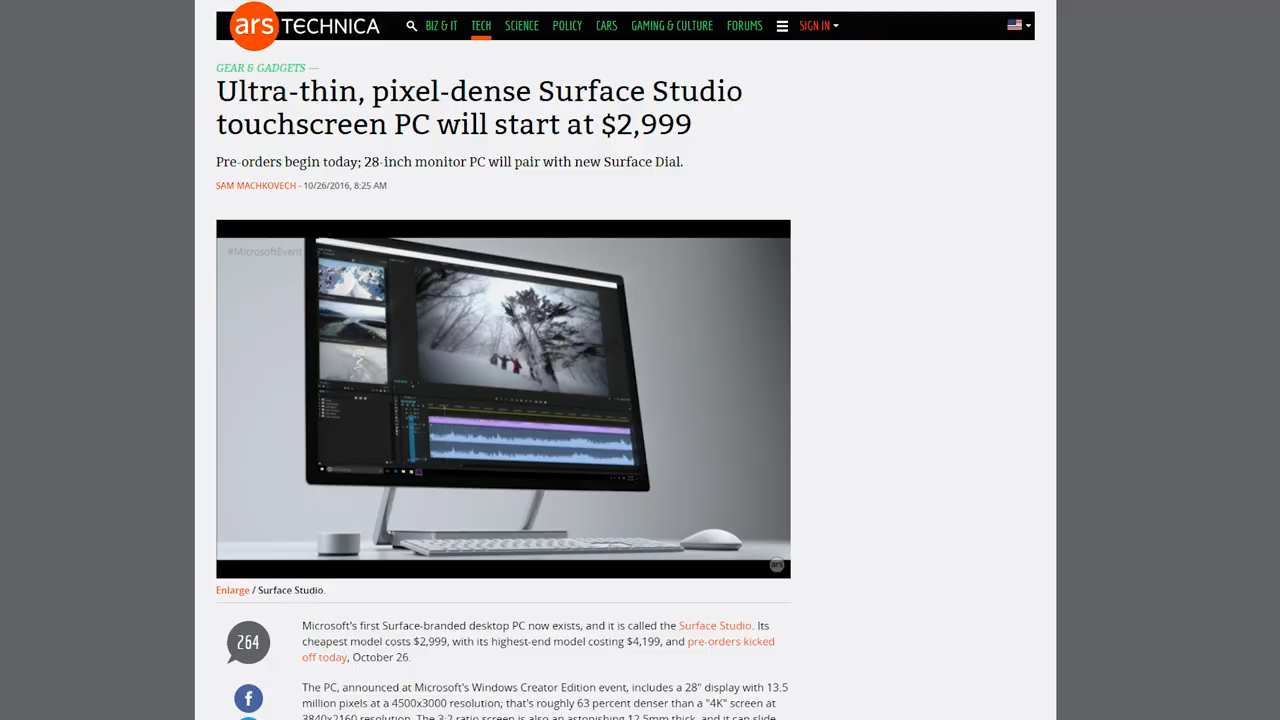 ars TECHNICA BIZ & IT TECH SCIENCE POLICY CARS GAMING & CULTURE FORUMS SIGN IN
GEAR & GADGETS —
Ultra-thin, pixel-dense Surface Studio
touchscreen PC will start at $2,999
Pre-orders begin today; 28-inch monitor PC will pair with new Surface Dial.
SAM MACHKOVECH - 10/26/2016, 8:25 AM
#MicrosoftEvent
ars
Enlarge / Surface Studio.
264
Microsoft's first Surface-branded desktop PC now exists, and it is called the Surface Studio. Its
cheapest model costs $2,999, with its highest-end model costing $4,199, and pre-orders kicked
off today, October 26.
The PC, announced at Microsoft's Windows Creator Edition event, includes a 28" display with 13.5
million pixels at a 4500x3000 resolution; that's roughly 63 percent denser than a "4K" screen at
3840x2160 resolution. The 3:2 ratio screen is also an astonishing 12.5mm thick, and it can slide